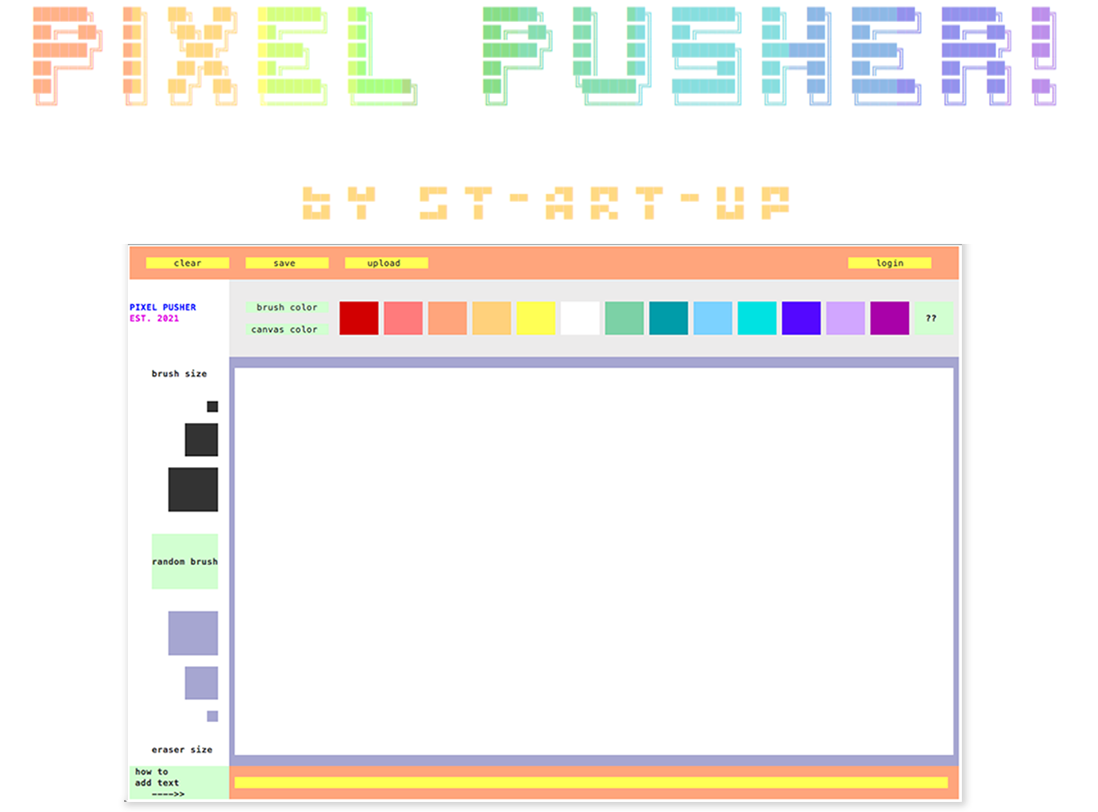 PIXEL PUSHER!
bY ST-ART-UP
clear save upload login
PIXEL PUSHER
EST. 2021
brush color
canvas color
??
brush size
random brush
eraser size
how to
add text
---->>